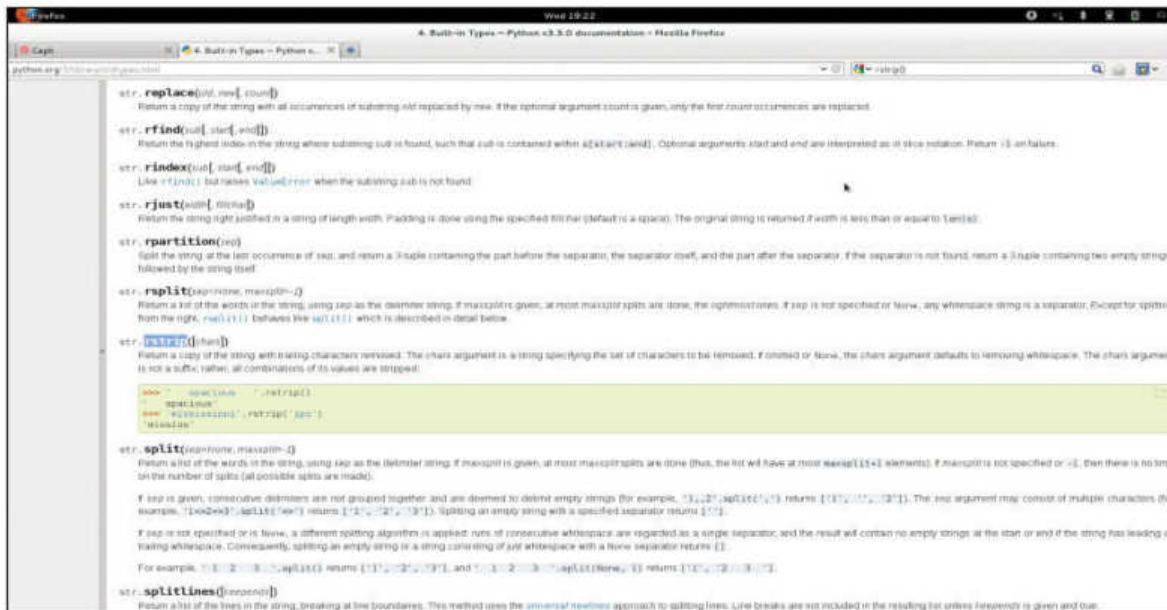 Firefox
Wed 19:22
4. Built-in Types — Python v3.3.0 documentation - Mozilla Firefox
Ceph
4. Built-in Types — Python v...
python.org/
rstrip()
str.replace(old, new[, count])
Return a copy of the string with all occurrences of substring old replaced by new. If the optional argument count is given, only the first count occurrences are replaced.
str.rfind(sub[, start[, end]])
Return the highest index in the string where substring sub is found, such that sub is contained within s[start:end]. Optional arguments start and end are interpreted as in slice notation. Return -1 on failure.
str.rindex(sub[, start[, end]])
Like rfind() but raises ValueError when the substring sub is not found.
str.rjust(width[, fillchar])
Return the string right justified in a string of length width. Padding is done using the specified fillchar (default is a space). The original string is returned if width is less than or equal to len(s).
str.rpartition(sep)
Split the string at the last occurrence of sep, and return a 3-tuple containing the part before the separator, the separator itself, and the part after the separator. If the separator is not found, return a 3-tuple containing two empty strings
followed by the string itself.
str.rsplit(sep=None, maxsplit=-1)
Return a list of the words in the string, using sep as the delimiter string. If maxsplit is given, at most maxsplit splits are done, the rightmost ones. If sep is not specified or None, any whitespace string is a separator. Except for splitting
from the right, rsplit() behaves like split() which is described in detail below.
str.rstrip([chars])
Return a copy of the string with trailing characters removed. The chars argument is a string specifying the set of characters to be removed. If omitted or None, the chars argument defaults to removing whitespace. The chars argument
is not a suffix; rather, all combinations of its values are stripped:
>>> '   spacious   '.rstrip()
'   spacious'
>>> 'mississippi'.rstrip('ipz')
'mississ'
str.split(sep=None, maxsplit=-1)
Return a list of the words in the string, using sep as the delimiter string. If maxsplit is given, at most maxsplit splits are done (thus, the list will have at most maxsplit+1 elements). If maxsplit is not specified or -1, then there is no limit
on the number of splits (all possible splits are made).
If sep is given, consecutive delimiters are not grouped together and are deemed to delimit empty strings (for example, '1,,2'.split(',') returns ['1', '', '2']). The sep argument may consist of multiple characters (for
example, '1<>2<>3'.split('<>') returns ['1', '2', '3']). Splitting an empty string with a specified separator returns [''].
If sep is not specified or is None, a different splitting algorithm is applied: runs of consecutive whitespace are regarded as a single separator, and the result will contain no empty strings at the start or end if the string has leading or
trailing whitespace. Consequently, splitting an empty string or a string consisting of just whitespace with a None separator returns [].
For example, ' 1  2   3  '.split() returns ['1', '2', '3'], and '  1  2   3  '.split(None, 1) returns ['1', '2   3  '].
str.splitlines([keepends])
Return a list of the lines in the string, breaking at line boundaries. This method uses the universal newlines approach to splitting lines. Line breaks are not included in the resulting list unless keepends is given and true.